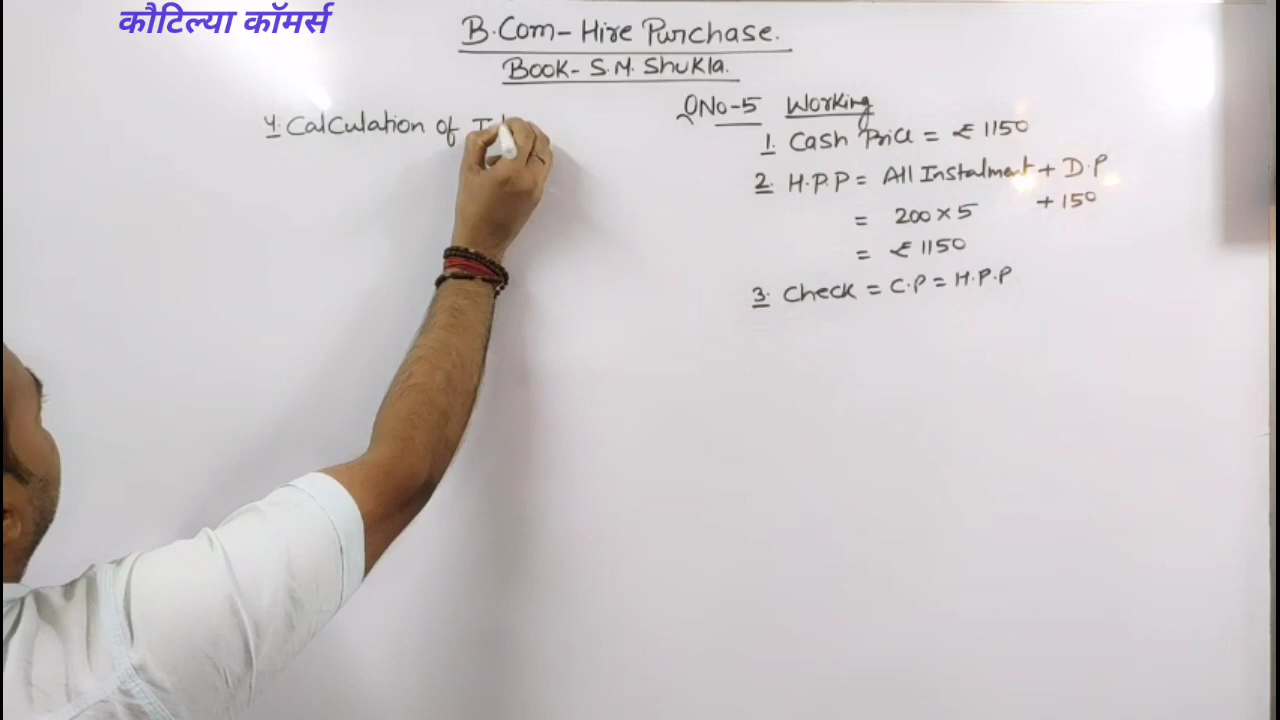 कौटिल्या कॉमर्स
B.Com- Hire Purchase.
Book- S.M. Shukla.
4. Calculation of
QNo-5 Working
1. Cash Price = ₹ 1150
2. H.P.P = All Instalment + D.P
= 200 × 5 + 150
= ₹ 1150
3. Check = C.P = H.P.P